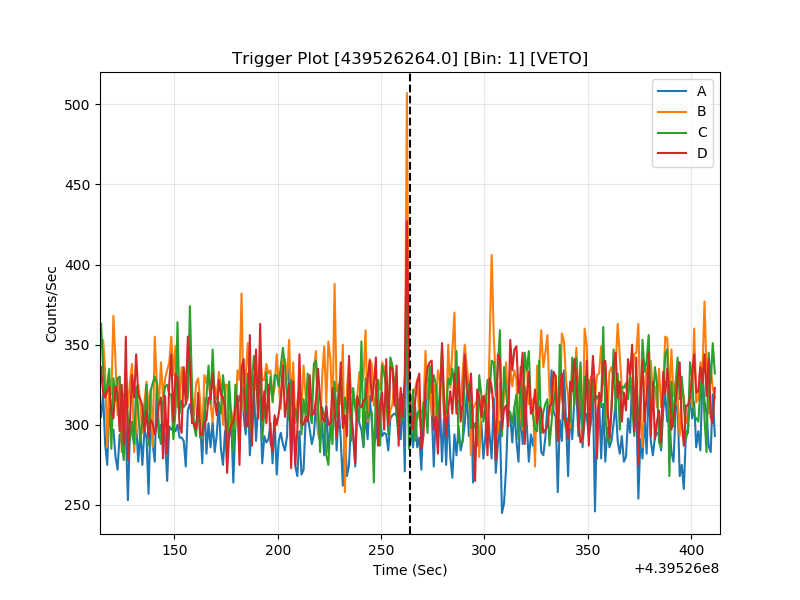 Trigger Plot [439526264.0] [Bin: 1] [VETO]
500
450
400
350
300
250
Counts/Sec
A
B
C
D
150
200
250
300
350
400
Time (Sec)
+4.39526e8